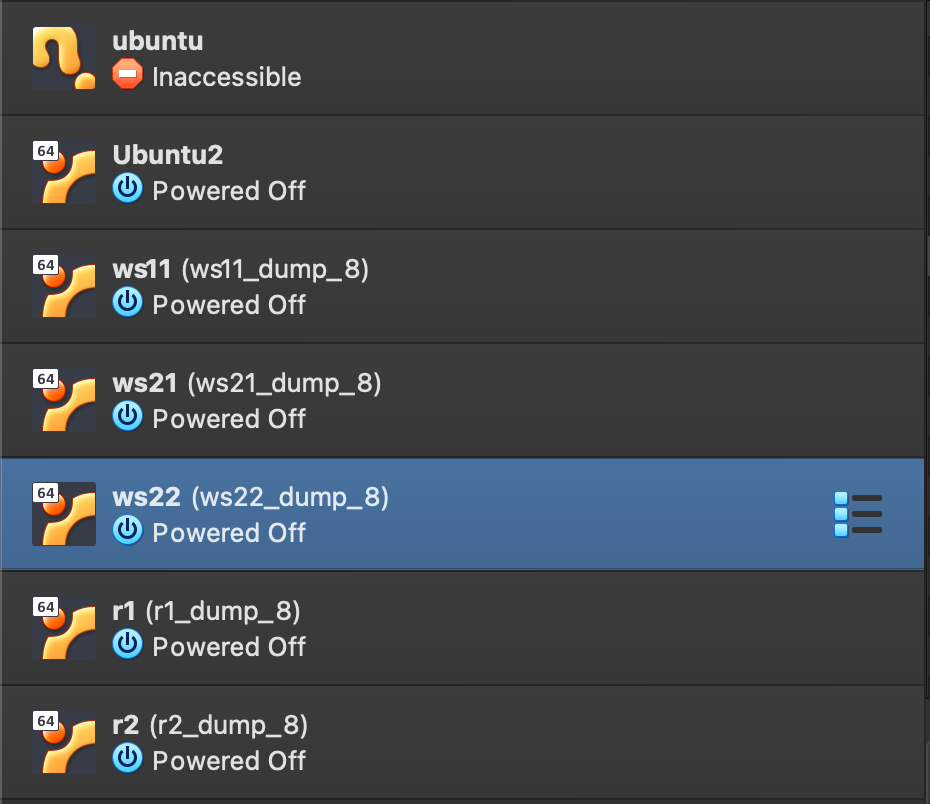 ubuntu
Inaccessible
64
Ubuntu2
Powered Off
64
ws11 (ws11_dump_8)
Powered Off
64
ws21 (ws21_dump_8)
Powered Off
64
ws22 (ws22_dump_8)
Powered Off
64
r1 (r1_dump_8)
Powered Off
64
r2 (r2_dump_8)
Powered Off